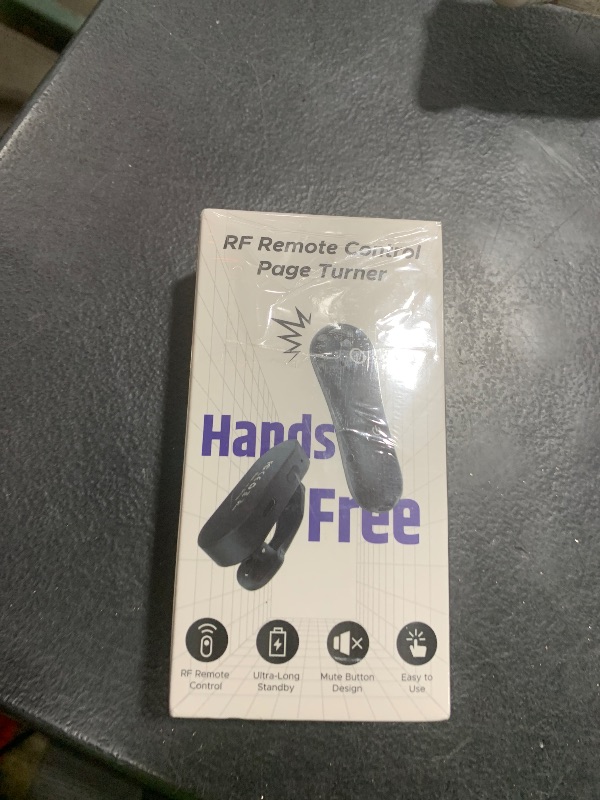 RF Remote Control
Page Turner
Hands
Free
RF Remote
Control
Ultra-Long
Standby
Mute Button
Design
Easy to
Use